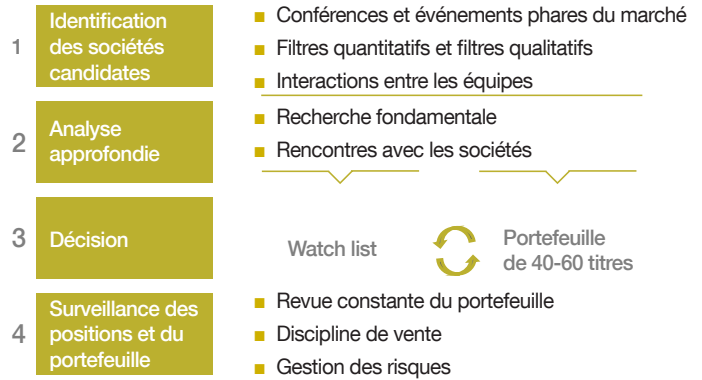 1
Identification
des sociétés
candidates
■ Conférences et événements phares du marché
■ Filtres quantitatifs et filtres qualitatifs
■ Interactions entre les équipes
2
Analyse
approfondie
■ Recherche fondamentale
■ Rencontres avec les sociétés
3
Décision
Watch list
Portefeuille
de 40-60 titres
4
Surveillance des
positions et du
portefeuille
■ Revue constante du portefeuille
■ Discipline de vente
■ Gestion des risques